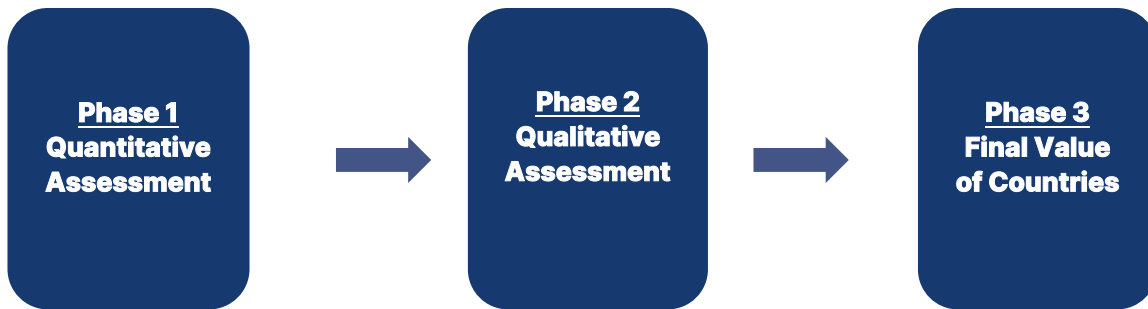 Phase 1
Quantitative
Assessment
Phase 2
Qualitative
Assessment
Phase 3
Final Value
of Countries